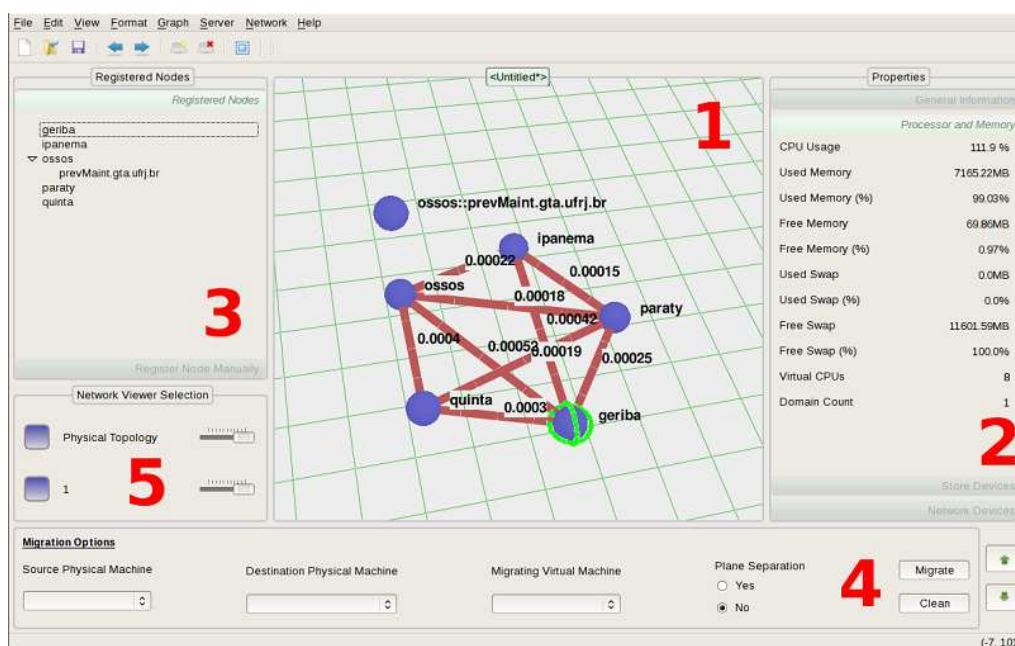 File Edit View Format Graph Server Network Help
Registered Nodes
Registered Nodes
geriba
ipanema
ossos
prevMaint.gta.ufrj.br
paraty
quinta
3
Register Node Manually
Network Viewer Selection
Physical Topology
1
5
<Untitled*>
1
ossos::prevMaint.gta.ufrj.br
ipanema
0.00022
0.00015
ossos
0.00018
paraty
0.00042
0.0004
0.00052
0.00019
0.00025
quinta
0.0003
geriba
Properties
General Information
Processor and Memory
CPU Usage 111.9 %
Used Memory 7165.22MB
Used Memory (%) 99.03%
Free Memory 69.86MB
Free Memory (%) 0.97%
Used Swap 0.0MB
Used Swap (%) 0.0%
Free Swap 11601.59MB
Free Swap (%) 100.0%
Virtual CPUs 8
Domain Count 1
2
Store Devices
Network Devices
Migration Options
Source Physical Machine
Destination Physical Machine
Migrating Virtual Machine
Plane Separation
Yes
No
4
Migrate
Clean
(-7, 10)